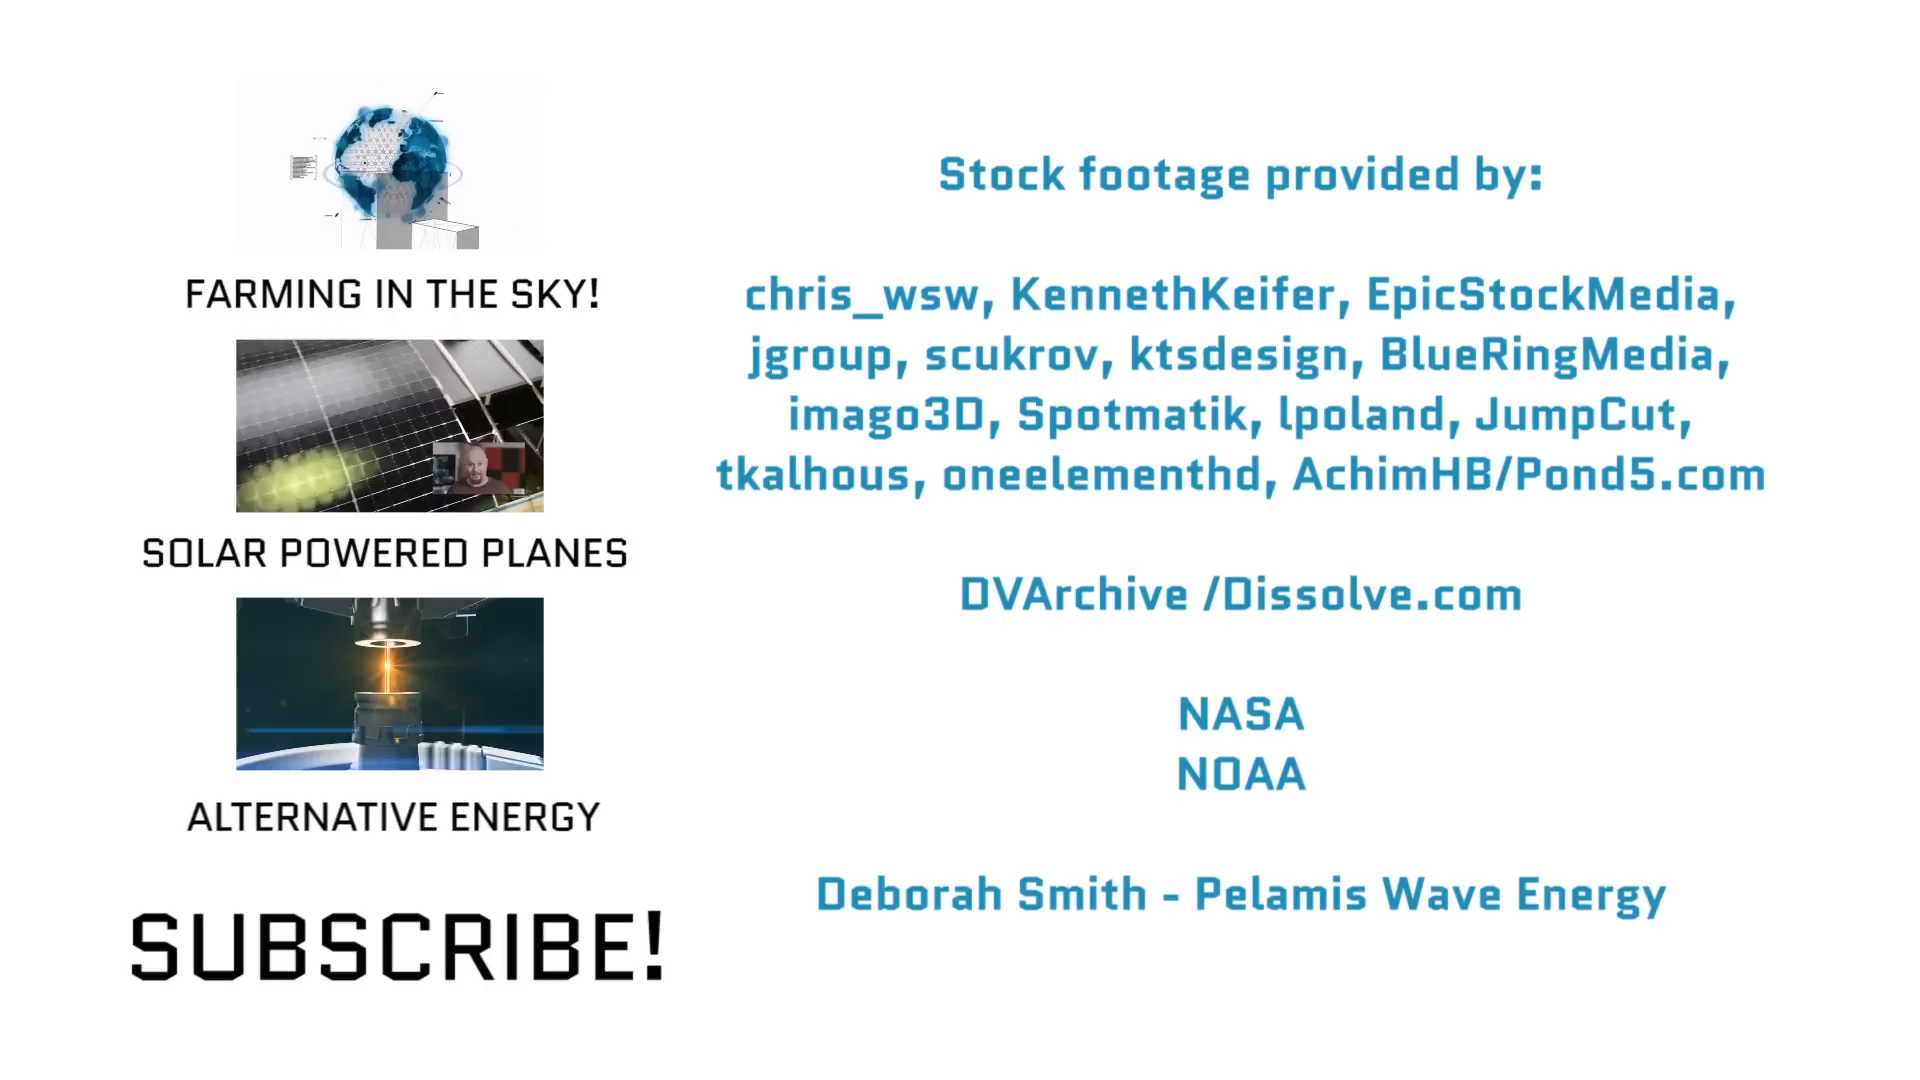 FARMING IN THE SKY!
SOLAR POWERED PLANES
ALTERNATIVE ENERGY
SUBSCRIBE!
Stock footage provided by:
chris_wsw, KennethKeifer, EpicStockMedia,
jgroup, scukrov, ktsdesign, BlueRingMedia,
imago3D, Spotmatik, lpoland, JumpCut,
tkalhous, oneelementhd, AchimHB/Pond5.com
DVArchive /Dissolve.com
NASA
NOAA
Deborah Smith - Pelamis Wave Energy